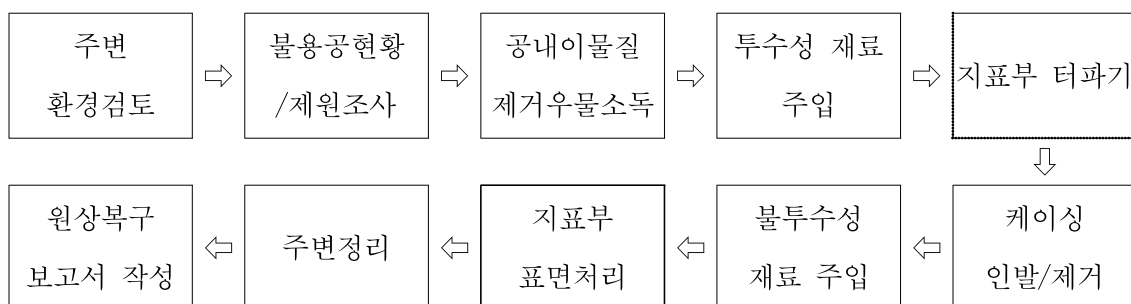 주변
환경검토
불용공현황
/제원조사
공내이물질
제거우물소독
투수성 재료
주입
지표부 터파기
케이싱
인발/제거
불투수성
재료 주입
지표부
표면처리
주변정리
원상복구
보고서 작성